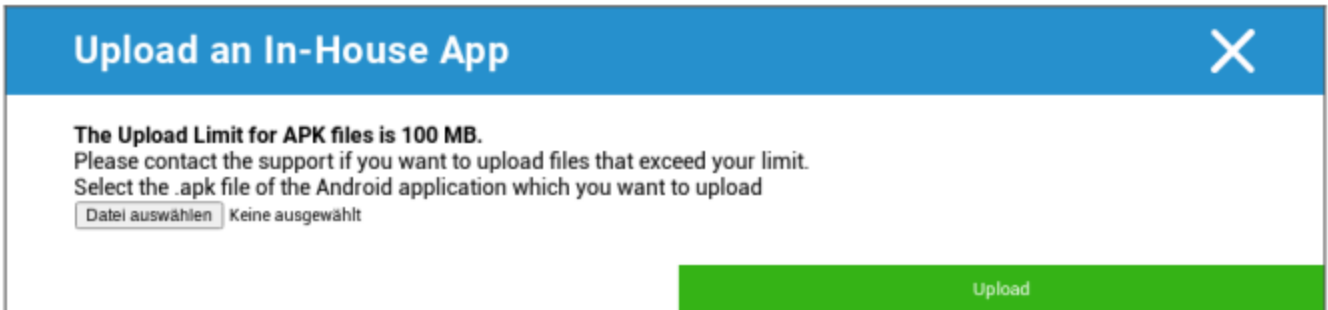 Upload an In-House App
The Upload Limit for APK files is 100 MB.
Please contact the support if you want to upload files that exceed your limit.
Select the .apk file of the Android application which you want to upload
Datei auswählen Keine ausgewählt
Upload